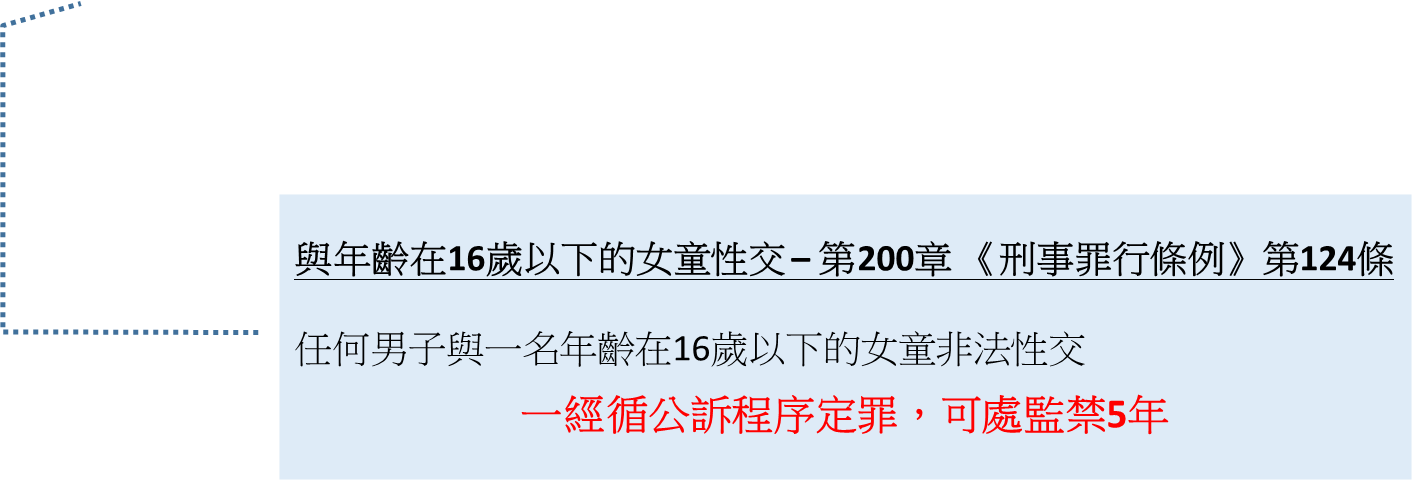 與年齡在16歲以下的女童性交 – 第200章《刑事罪行條例》第124條
任何男子與一名年齡在16歲以下的女童非法性交
一經循公訴程序定罪，可處監禁5年